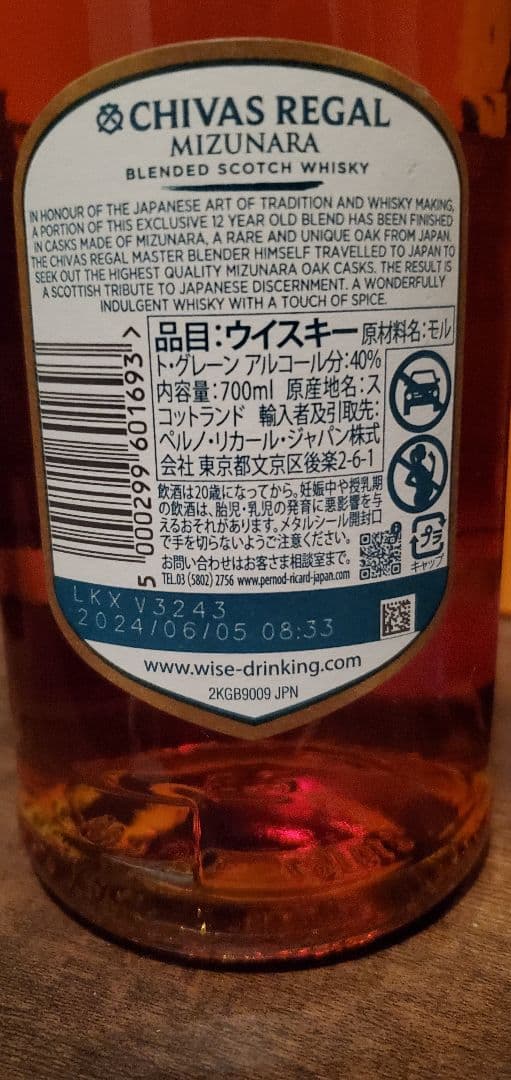 CHIVAS REGAL
MIZUNARA
BLENDED SCOTCH WHISKY
IN HONOUR OF THE JAPANESE ART OF TRADITION AND WHISKY MAKING,
A PORTION OF THIS EXCLUSIVE 12 YEAR OLD BLEND HAS BEEN FINISHED
IN CASKS MADE OF MIZUNARA, A RARE AND UNIQUE OAK FROM JAPAN.
THE CHIVAS REGAL MASTER BLENDER HIMSELF TRAVELLED TO JAPAN TO
SEEK OUT THE HIGHEST QUALITY MIZUNARA OAK CASKS. THE RESULT IS
A SCOTTISH TRIBUTE TO JAPANESE DISCERNMENT. A WONDERFULLY
INDULGENT WHISKY WITH A TOUCH OF SPICE.
品目:ウイスキー 原材料名:モル
ト・グレーン アルコール分:40%
内容量:700ml 原産地名:ス
コットランド 輸入者及引取先:
ペルノ・リカール・ジャパン株式
会社 東京都文京区後楽2-6-1
飲酒は20歳になってから。妊娠中や授乳期
の飲酒は、胎児・乳児の発育に悪影響を与
えるおそれがあります。メタルシール開封口
で手を切らないようご注意ください。
お問い合わせはお客さま相談室まで。
TEL.03 (5802) 2756 www.pernod-ricard-japan.com
プラ
キャップ
5 000299 601693 >
LKX V3243
2024/06/05 08:33
www.wise-drinking.com
2KGB9009 JPN